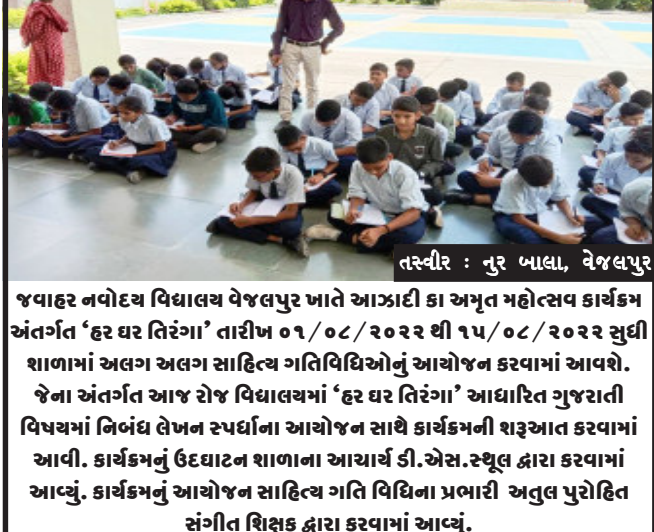 તસ્વીર : નુર બાલા, વેજલપુર
જવાહર નવોદય વિદ્યાલય વેજલપુર ખાતે આઝાદી કા અમૃત મહોત્સવ કાર્યક્રમ
અંતર્ગત ‘હર ઘર તિરંગા’ તારીખ ૦૧/૦૮/૨૦૨૨ થી ૧૫/૦૮/૨૦૨૨ સુધી
શાળામાં અલગ અલગ સાહિત્ય ગતિવિધિઓનું આયોજન કરવામાં આવશે.
જેના અંતર્ગત આજ રોજ વિદ્યાલયમાં ‘હર ઘર તિરંગા’ આધારિત ગુજરાતી
વિષયમાં નિબંધ લેખન સ્પર્ધાના આયોજન સાથે કાર્યક્રમની શરૂઆત કરવામાં
આવી. કાર્યક્રમનું ઉદઘાટન શાળાના આચાર્ય ડી.એસ.સ્થૂલ દ્વારા કરવામાં
આવ્યું. કાર્યક્રમનું આયોજન સાહિત્ય ગતિ વિધિના પ્રભારી અતુલ પુરોહિત
સંગીત શિક્ષક દ્વારા કરવામાં આવ્યું.